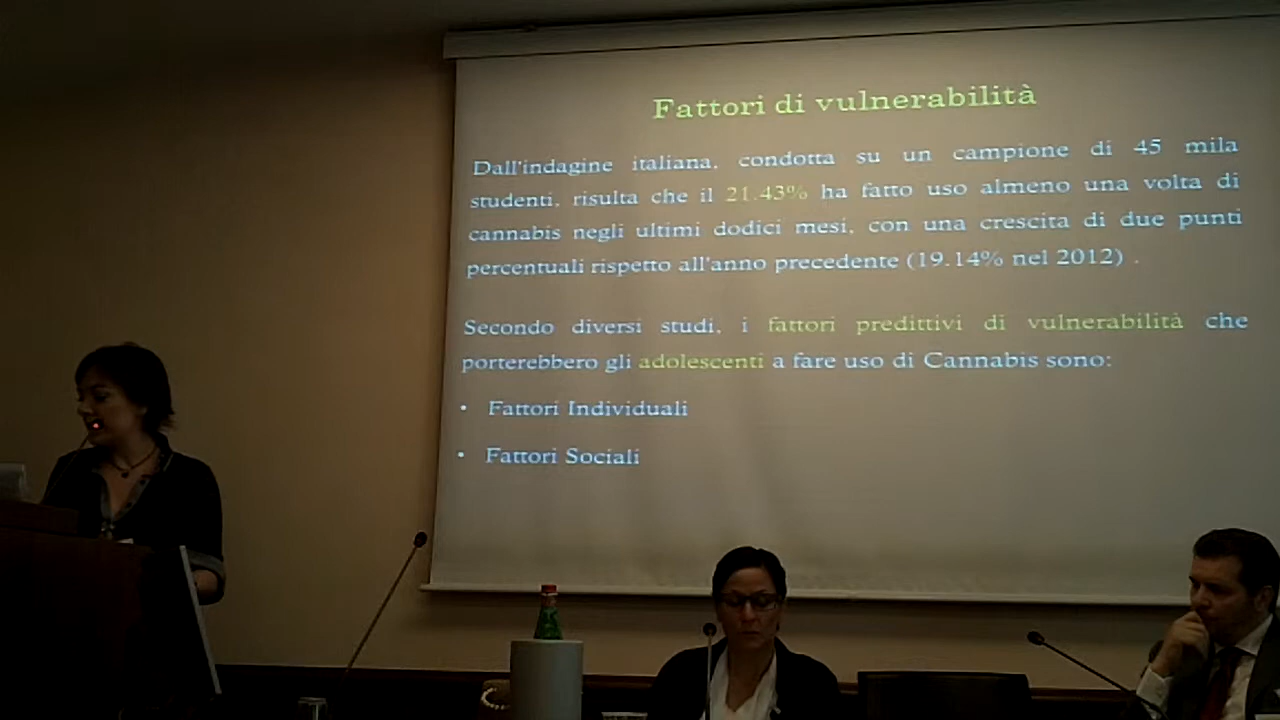 Fattori di vulnerabilità
Dall'indagine italiana, condotta su un campione di 45 mila
studenti, risulta che il 21.43% ha fatto uso almeno una volta di
cannabis negli ultimi dodici mesi, con una crescita di due punti
percentuali rispetto all'anno precedente (19.14% nel 2012) .
Secondo diversi studi, i fattori predittivi di vulnerabilità che
porterebbero gli adolescenti a fare uso di Cannabis sono:
• Fattori Individuali
• Fattori Sociali